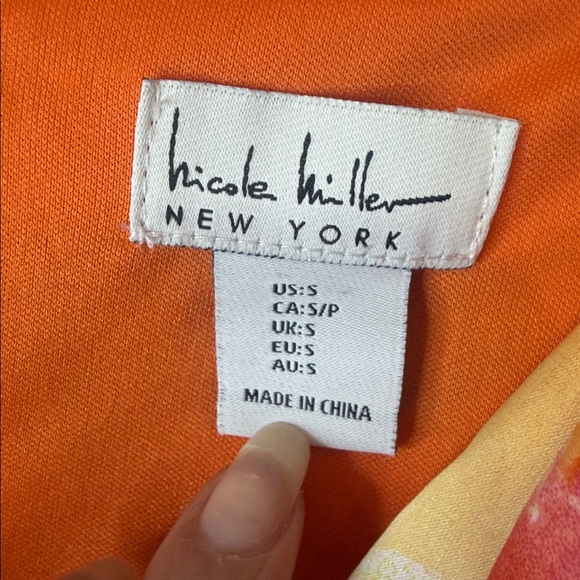 nicole miller
NEW YORK
US:S
CA:S/P
UK:S
EU:S
AU:S
MADE IN CHINA